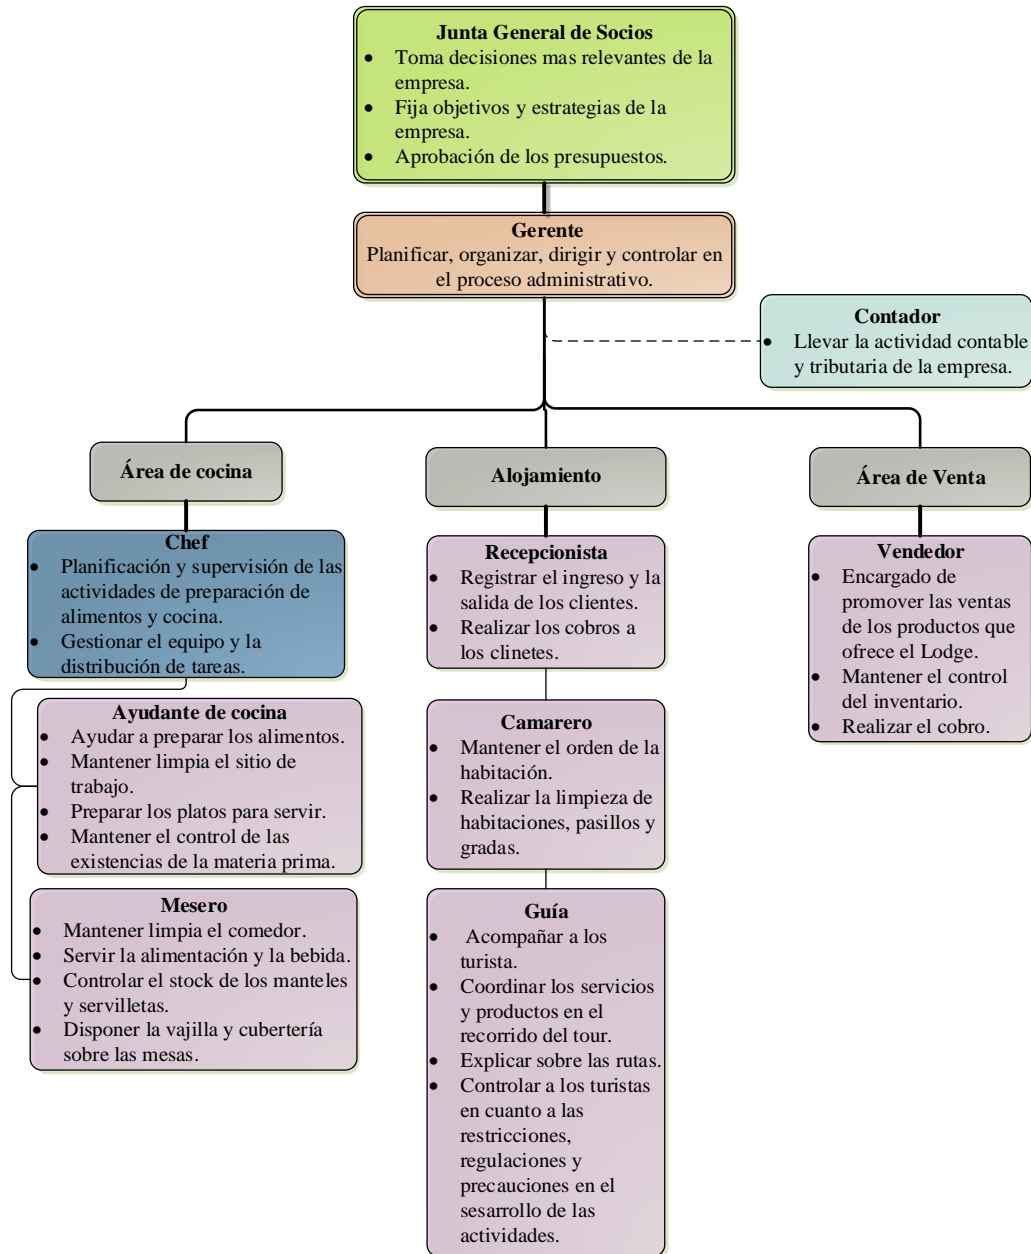 Junta General de Socios
• Toma decisiones mas relevantes de la
empresa.
• Fija objetivos y estrategias de la
empresa.
• Aprobación de los presupuestos.
Gerente
Planificar, organizar, dirigir y controlar en
el proceso administrativo.
Contador
• Llevar la actividad contable
y tributaria de la empresa.
Área de cocina
Chef
• Planificación y supervisión de las
actividades de preparación de
alimentos y cocina.
• Gestionar el equipo y la
distribución de tareas.
Ayudante de cocina
• Ayudar a preparar los alimentos.
• Mantener limpia el sitio de
trabajo.
• Preparar los platos para servir.
• Mantener el control de las
existencias de la materia prima.
Mesero
• Mantener limpia el comedor.
• Servir la alimentación y la bebida.
• Controlar el stock de los manteles
y servilletas.
• Disponer la vajilla y cubertería
sobre las mesas.
Alojamiento
Recepcionista
• Registrar el ingreso y la
salida de los clientes.
• Realizar los cobros a
los clinetes.
Camarero
• Mantener el orden de la
habitación.
• Realizar la limpieza de
habitaciones, pasillos y
gradas.
Guía
• Acompañar a los
turista.
• Coordinar los servicios
y productos en el
recorrido del tour.
• Explicar sobre las rutas.
• Controlar a los turistas
en cuanto a las
restricciones,
regulaciones y
precauciones en el
sesarrollo de las
actividades.
Área de Venta
Vendedor
• Encargado de
promover las ventas
de los productos que
ofrece el Lodge.
• Mantener el control
del inventario.
• Realizar el cobro.